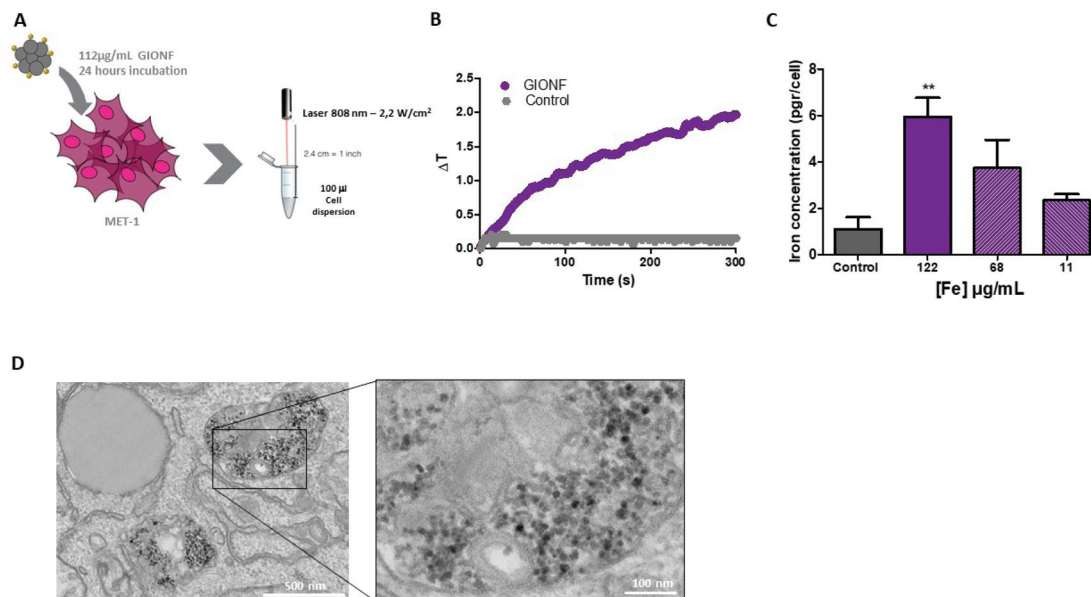 A
112µg/mL GIONF
24 hours incubation
MET-1
Laser 808 nm – 2,2 W/cm²
2.4 cm = 1 inch
100 µl
Cell
dispersion
B
GIONF
Control
2.5
2.0
1.5
1.0
0.5
0.0
ΔT
0
100
200
300
Time (s)
C
Iron concentration (pgr/cell)
8
6
4
2
0
**
Control
122
68
11
[Fe] µg/mL
D
500 nm
100 nm